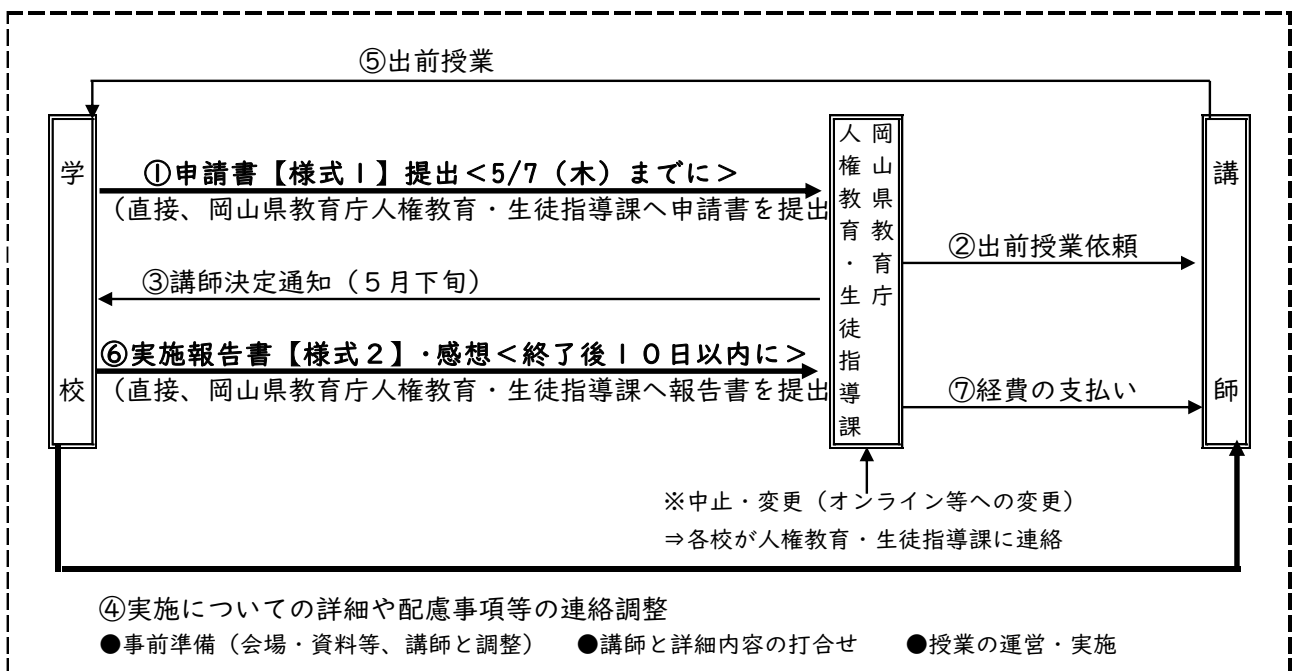 ⑤出前授業
学校
①申請書【様式1】提出<5/7(木)までに>
(直接、岡山県教育庁人権教育・生徒指導課へ申請書を提出
③講師決定通知(5月下旬)
⑥実施報告書【様式2】・感想<終了後10日以内に>
(直接、岡山県教育庁人権教育・生徒指導課へ報告書を提出
岡山県教育庁
人権教育・生徒指導課
②出前授業依頼
⑦経費の支払い
講師
※中止・変更(オンライン等への変更)
⇒各校が人権教育・生徒指導課に連絡
④実施についての詳細や配慮事項等の連絡調整
●事前準備(会場・資料等、講師と調整) ●講師と詳細内容の打合せ ●授業の運営・実施